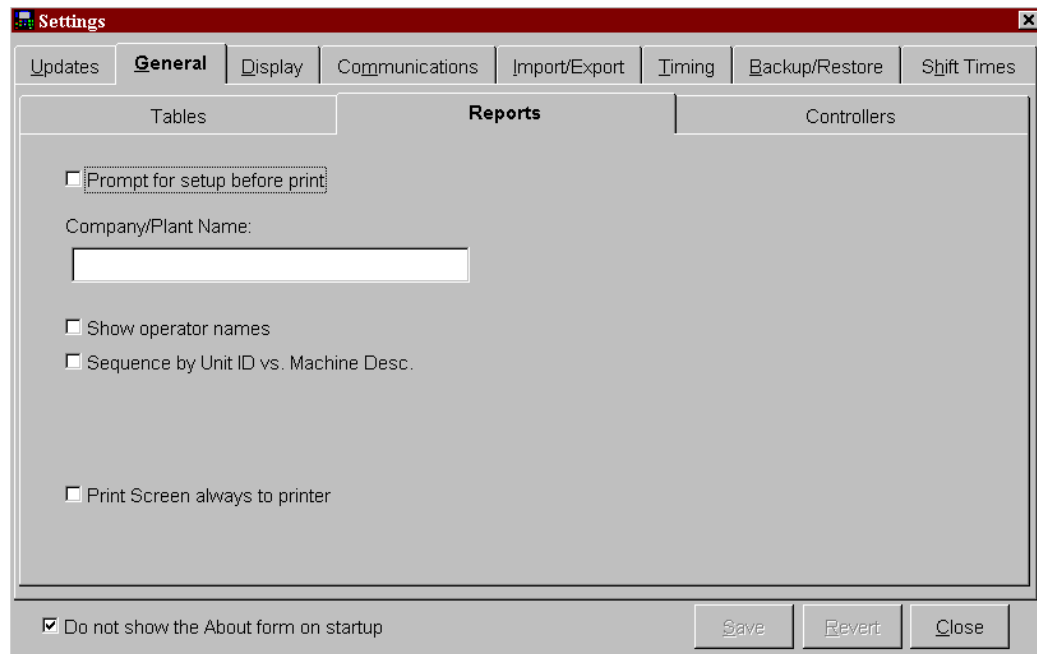 Settings
Updates General Display Communications Import/Export Timing Backup/Restore Shift Times
Tables Reports Controllers
Prompt for setup before print
Company/Plant Name:
Show operator names
Sequence by Unit ID vs. Machine Desc.
Print Screen always to printer
Do not show the About form on startup Save Revert Close